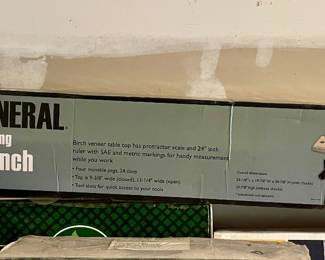 NERAL
ng
nch
Birch veneer table top has protractor scale and 24" inch
ruler with SAE and metric markings for handy measurement
while you work
• Four movable pegs, 24 slots
• Top is 9-3/8" wide (closed), 13-1/4" wide (open)
• Tool slots for quick access to your tools
Overall dimensions: